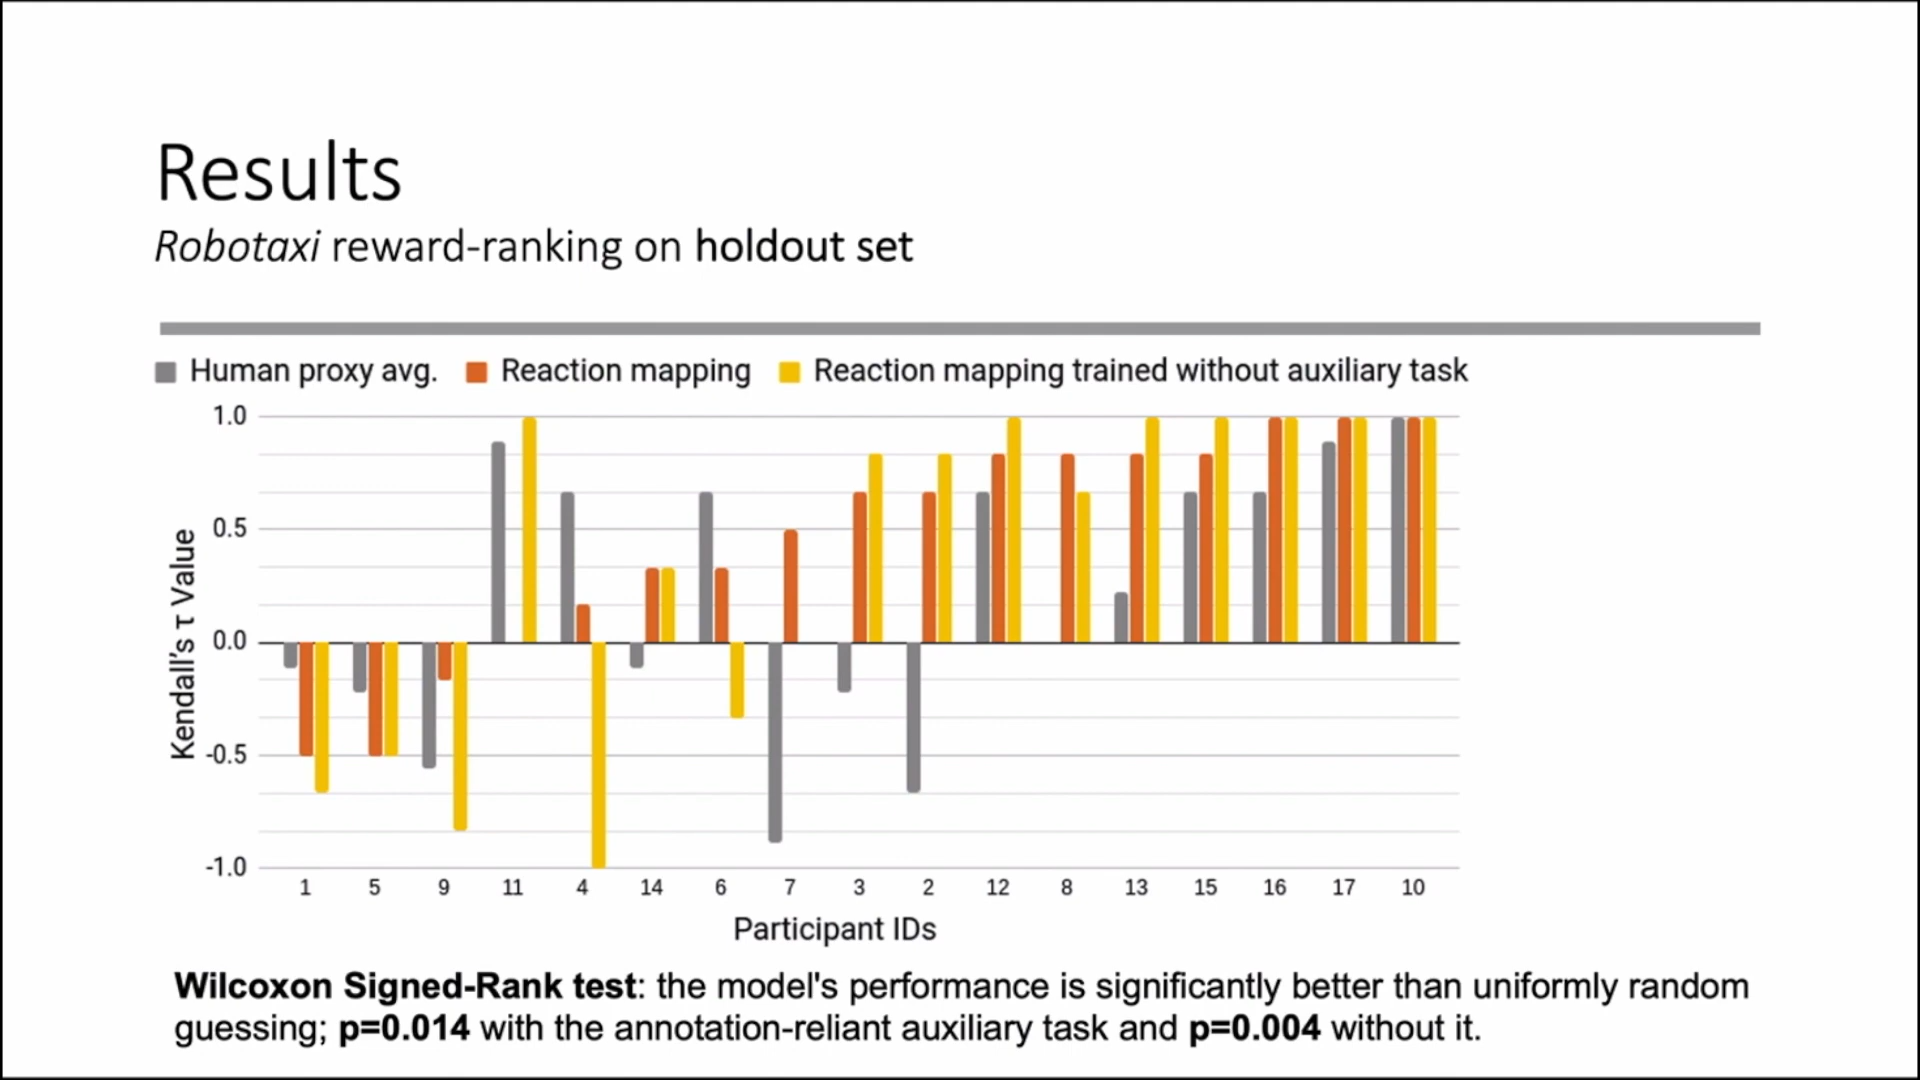 Results
Robotaxi reward-ranking on holdout set
Human proxy avg. Reaction mapping Reaction mapping trained without auxiliary task
1.0
0.5
0.0
-0.5
-1.0
Kendall's τ Value
1 5 9 11 4 14 6 7 3 2 12 8 13 15 16 17 10
Participant IDs
Wilcoxon Signed-Rank test: the model's performance is significantly better than uniformly random
guessing; p=0.014 with the annotation-reliant auxiliary task and p=0.004 without it.